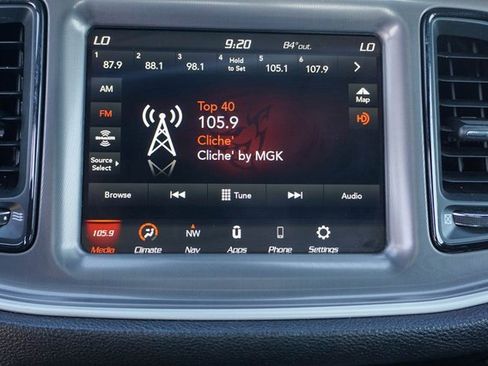 LO 9:20 84°out. LO
1 2 3 4 5 6
87.9 88.1 98.1 Hold to Set 105.1 107.9
AM
FM
Source Select
Top 40
105.9
Cliche'
Cliche' by MGK
Map
HD
Browse Tune Audio
105.9 NW
Media Climate Nav Apps Phone Settings